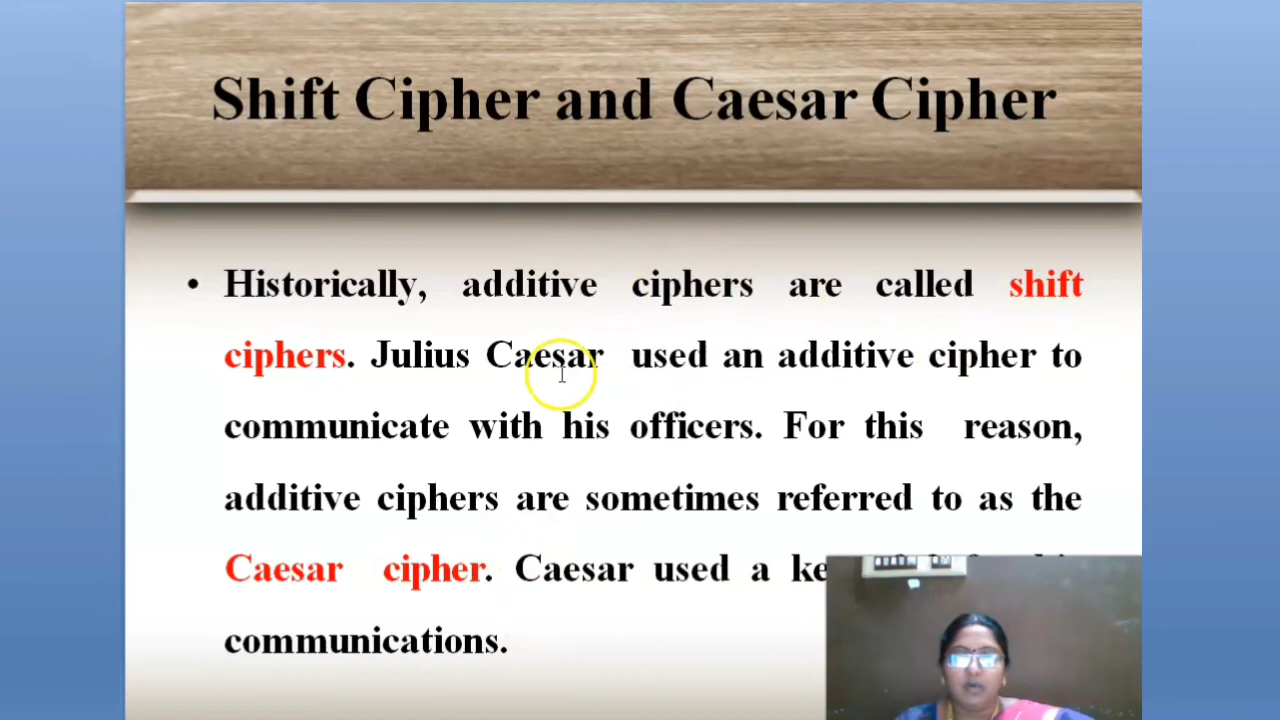 Shift Cipher and Caesar Cipher
• Historically, additive ciphers are called shift
ciphers. Julius Caesar used an additive cipher to
communicate with his officers. For this reason,
additive ciphers are sometimes referred to as the
Caesar cipher. Caesar used a
communications.